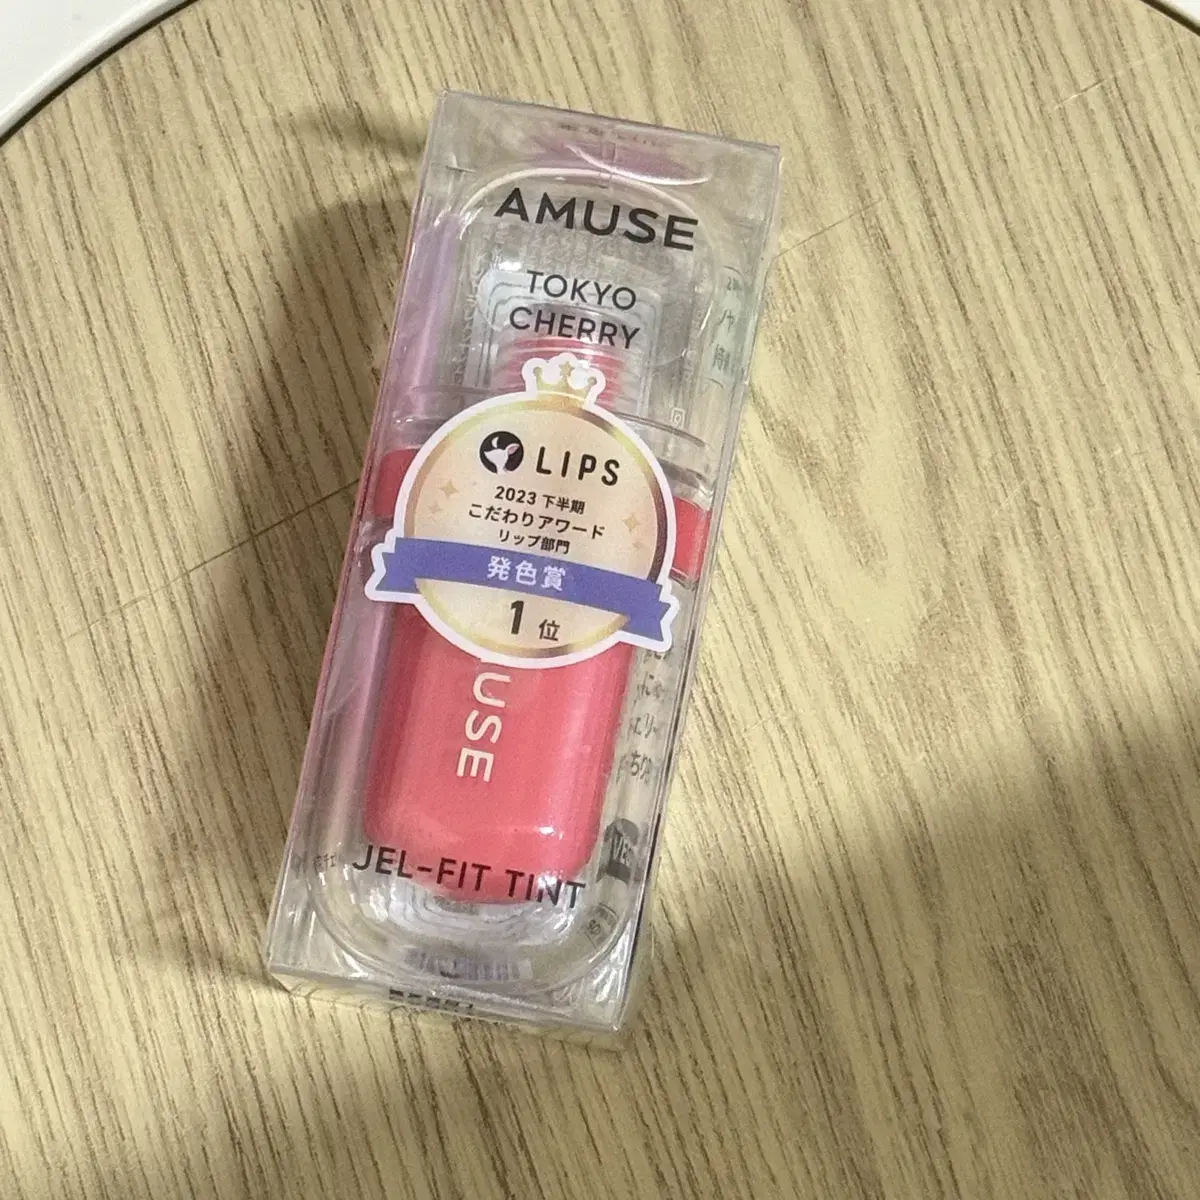 AMUSE
TOKYO
CHERRY
LIPS
2023 下半期
こだわりアワード
リップ部門
発色賞
1 位
USE
JEL-FIT TINT